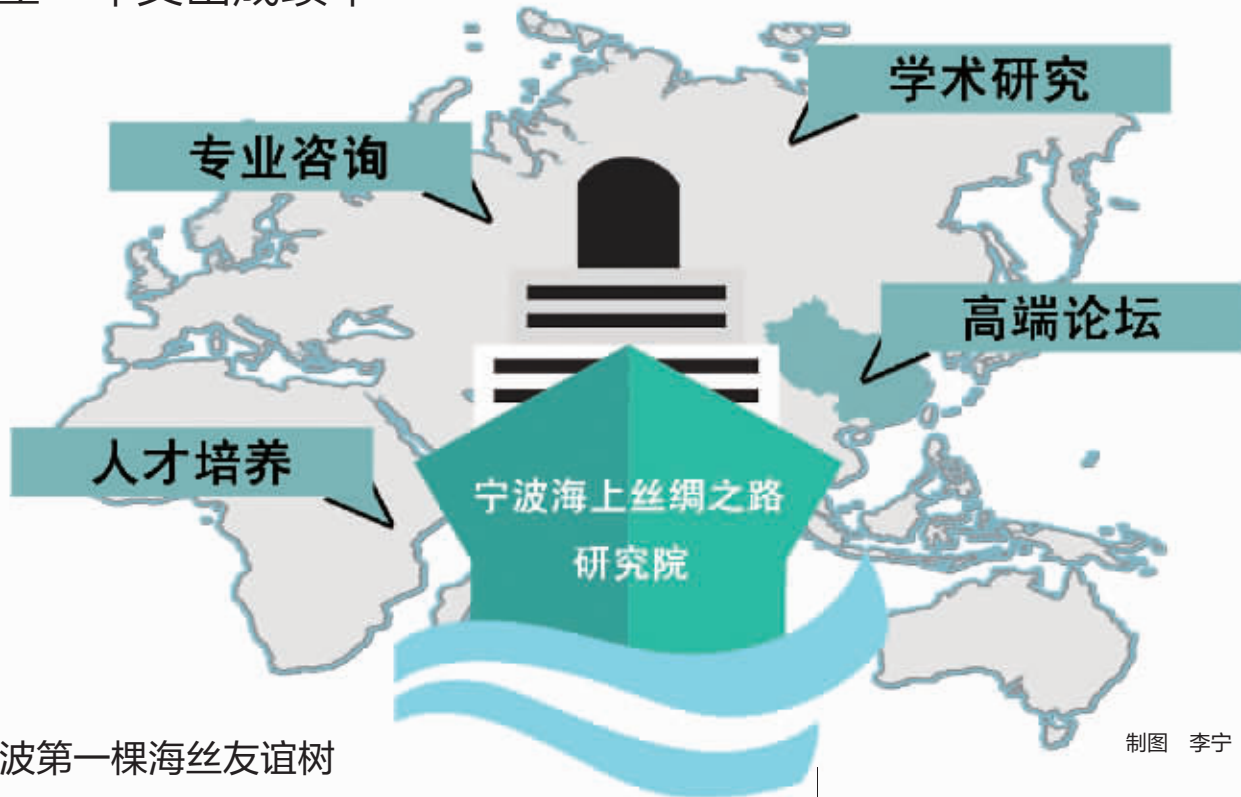 学术研究
专业咨询
高端论坛
人才培养
宁波海上丝绸之路
研究院
制图 李宁
波第一棵海丝友谊树